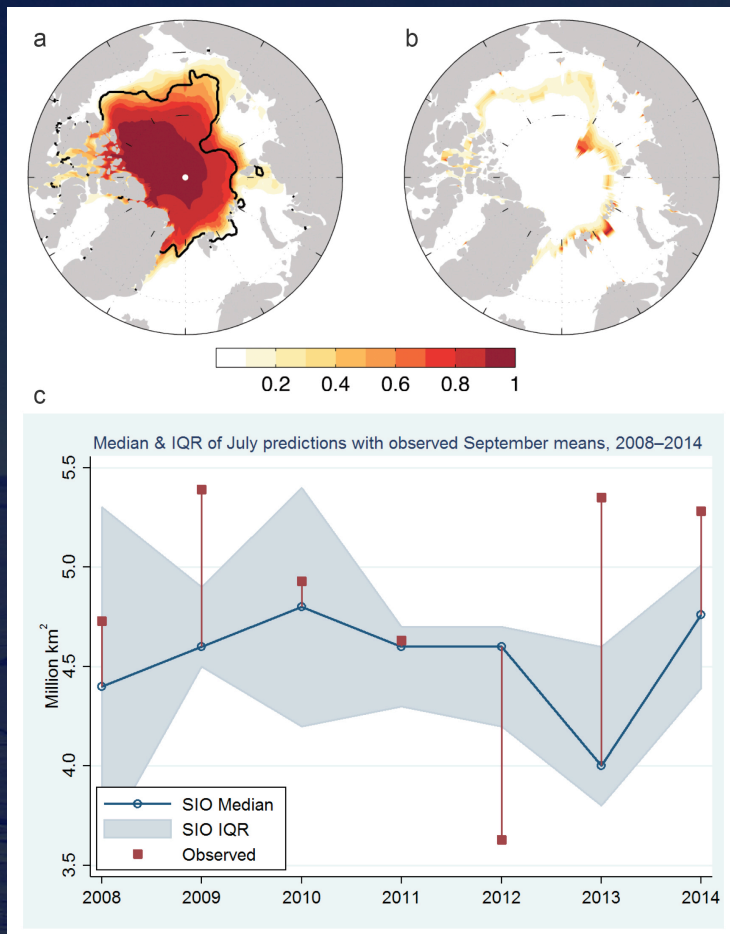 a
b
0.2 0.4 0.6 0.8 1
c
Median & IQR of July predictions with observed September means, 2008–2014
5.5
5.0
4.5
4.0
3.5
Million km²
SIO Median
SIO IQR
Observed
2008 2009 2010 2011 2012 2013 2014